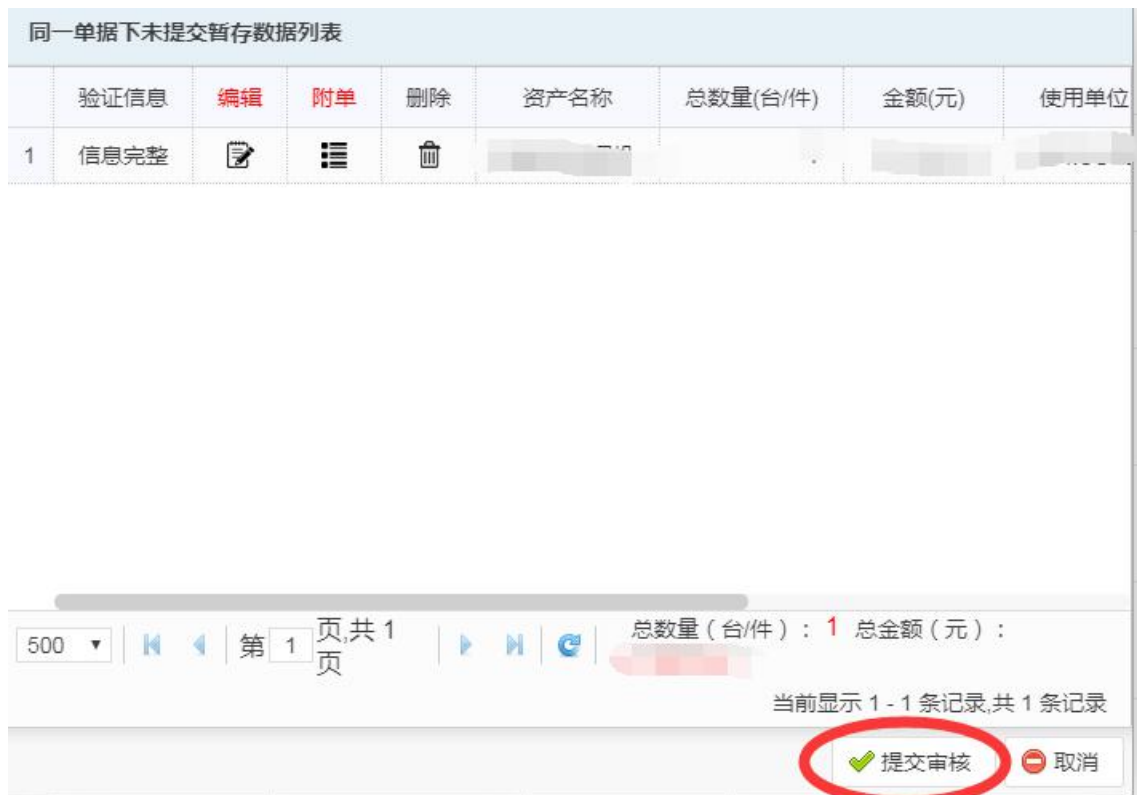 同一单据下未提交暂存数据列表
验证信息 编辑 附单 删除 资产名称 总数量(台/件) 金额(元) 使用单位
1 信息完整
500 第 1 页,共 1 页 总数量（台/件）： 1 总金额（元）：
当前显示 1 - 1 条记录,共 1 条记录
提交审核 取消